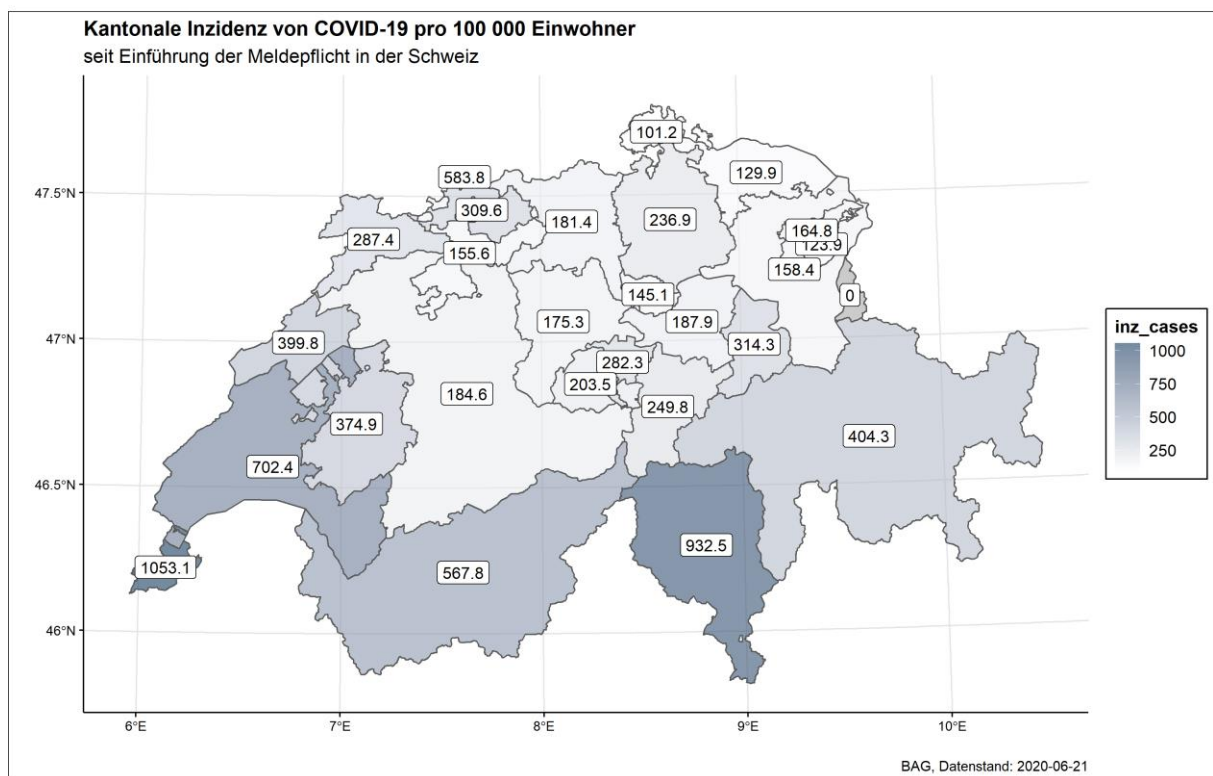 Kantonale Inzidenz von COVID-19 pro 100 000 Einwohner
seit Einführung der Meldepflicht in der Schweiz
47.5°N
47°N
46.5°N
46°N
101.2
583.8
129.9
309.6
181.4
236.9
164.8
287.4
155.6
123.9
158.4
145.1
0
175.3
187.9
399.8
314.3
282.3
203.5
184.6
249.8
374.9
404.3
702.4
932.5
1053.1
567.8
inz_cases
1000
750
500
250
6°E
7°E
8°E
9°E
10°E
BAG, Datenstand: 2020-06-21